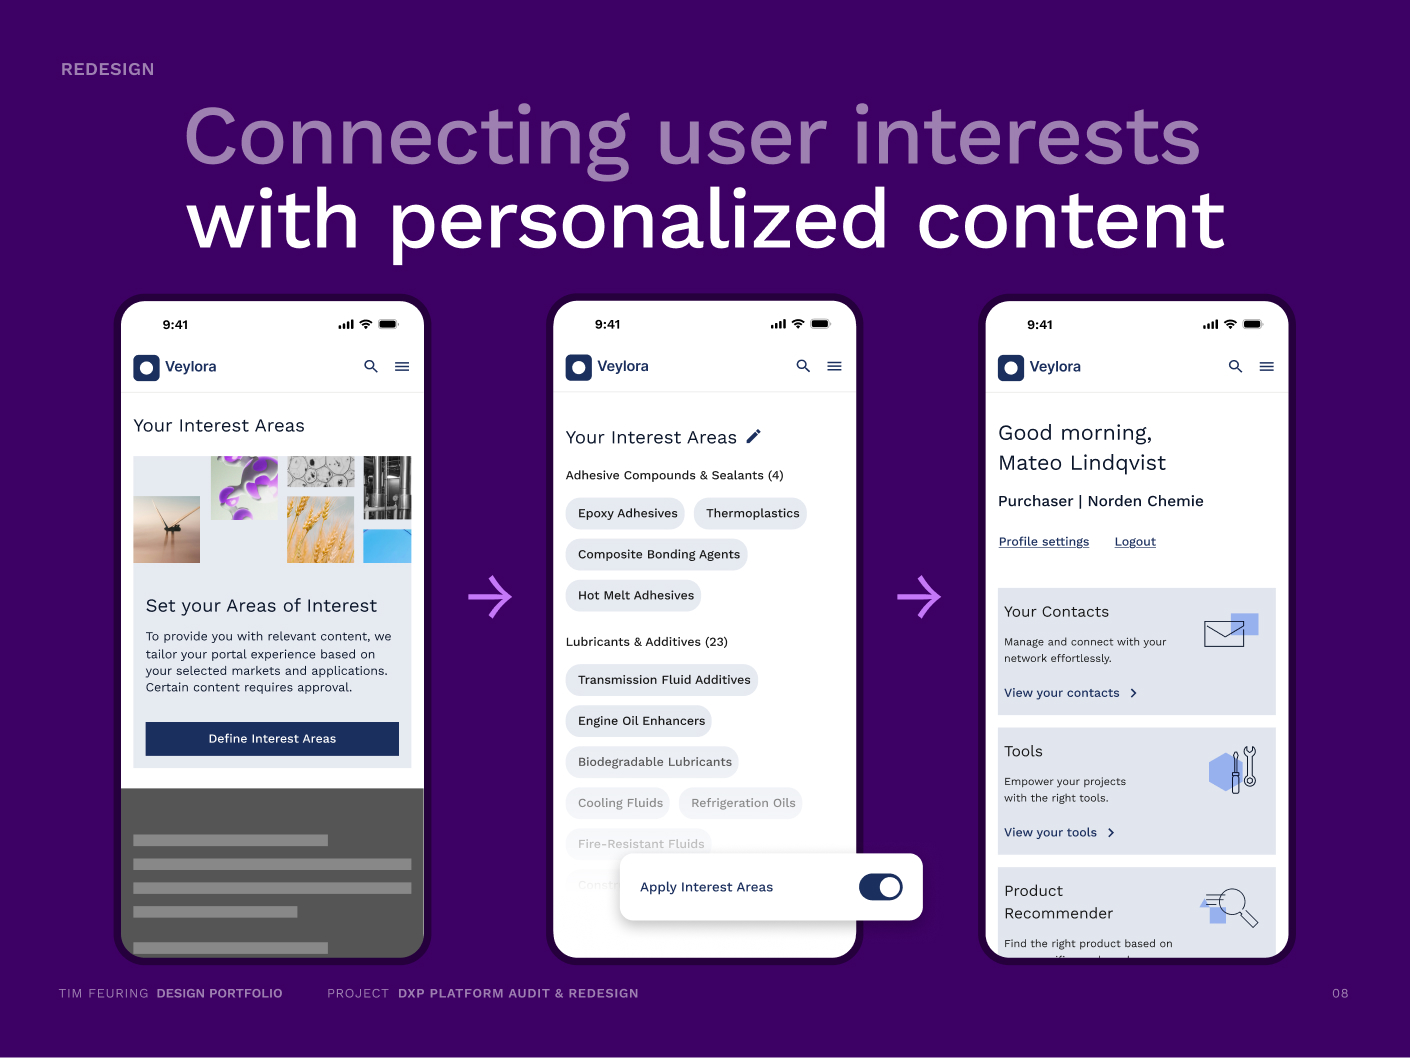 REDESIGN
Connecting user interests
with personalized content
9:41
Veylora
Your Interest Areas
Set your Areas of Interest
To provide you with relevant content, we
tailor your portal experience based on
your selected markets and applications.
Certain content requires approval.
Define Interest Areas
9:41
Veylora
Your Interest Areas
Adhesive Compounds & Sealants (4)
Epoxy Adhesives
Thermoplastics
Composite Bonding Agents
Hot Melt Adhesives
Lubricants & Additives (23)
Transmission Fluid Additives
Engine Oil Enhancers
Biodegradable Lubricants
Cooling Fluids
Refrigeration Oils
Fire-Resistant Fluids
Apply Interest Areas
9:41
Veylora
Good morning,
Mateo Lindqvist
Purchaser | Norden Chemie
Profile settings
Logout
Your Contacts
Manage and connect with your
network effortlessly.
View your contacts
Tools
Empower your projects
with the right tools.
View your tools
Product
Recommender
Find the right product based on
TIM FEURING DESIGN PORTFOLIO
PROJECT DXP PLATFORM AUDIT & REDESIGN
08